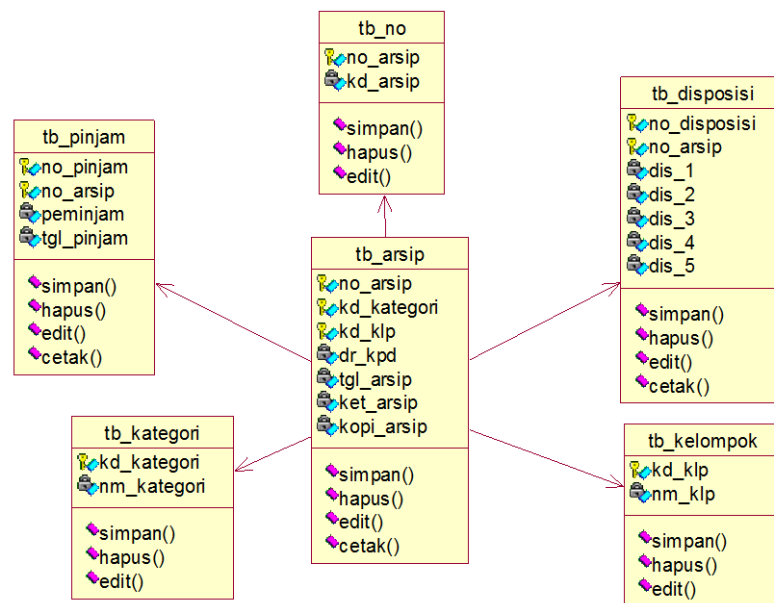 tb_no
no_arsip
kd_arsip
simpan()
hapus()
edit()
tb_pinjam
no_pinjam
no_arsip
peminjam
tgl_pinjam
simpan()
hapus()
edit()
cetak()
tb_disposisi
no_disposisi
no_arsip
dis_1
dis_2
dis_3
dis_4
dis_5
simpan()
hapus()
edit()
cetak()
tb_arsip
no_arsip
kd_kategori
kd_klp
dr_kpd
tgl_arsip
ket_arsip
kopi_arsip
simpan()
hapus()
edit()
cetak()
tb_kategori
kd_kategori
nm_kategori
simpan()
hapus()
edit()
tb_kelompok
kd_klp
nm_klp
simpan()
hapus()
edit()